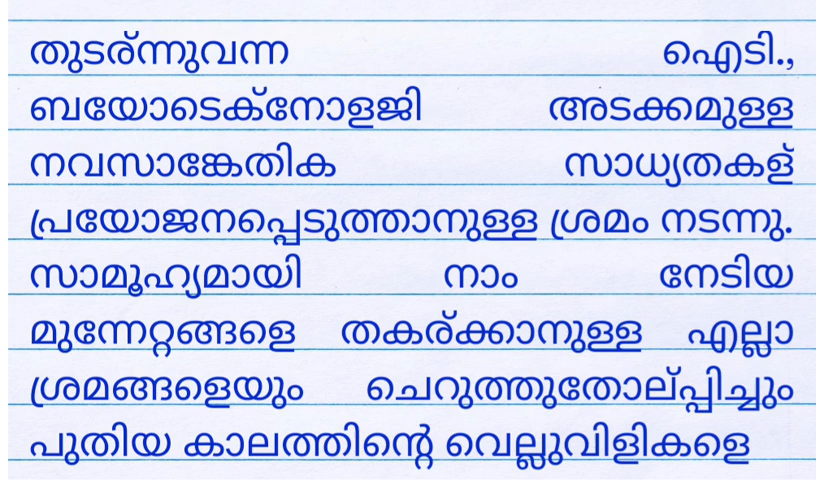 തുടര്ന്നുവന്ന ഐടി.,
ബയോടെക്നോളജി അടക്കമുള്ള
നവസാങ്കേതിക സാധ്യതകള്
പ്രയോജനപ്പെടുത്താനുള്ള ശ്രമം നടന്നു.
സാമൂഹ്യമായി നാം നേടിയ
മുന്നേറ്റങ്ങളെ തകര്ക്കാനുള്ള എല്ലാ
ശ്രമങ്ങളെയും ചെറുത്തുതോല്പ്പിച്ചും
പുതിയ കാലത്തിന്റെ വെല്ലുവിളികളെ